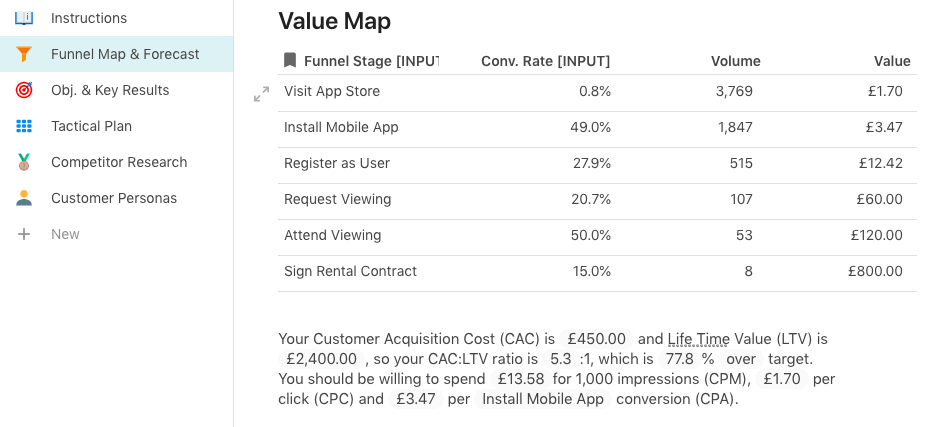 Instructions
Funnel Map & Forecast
Obj. & Key Results
Tactical Plan
Competitor Research
Customer Personas
New
Value Map
Funnel Stage [INPUT Conv. Rate [INPUT] Volume Value
Visit App Store 0.8% 3,769 £1.70
Install Mobile App 49.0% 1,847 £3.47
Register as User 27.9% 515 £12.42
Request Viewing 20.7% 107 £60.00
Attend Viewing 50.0% 53 £120.00
Sign Rental Contract 15.0% 8 £800.00
Your Customer Acquisition Cost (CAC) is £450.00 and Life Time Value (LTV) is
£2,400.00 , so your CAC:LTV ratio is 5.3 :1, which is 77.8 % over target.
You should be willing to spend £13.58 for 1,000 impressions (CPM), £1.70 per
click (CPC) and £3.47 per Install Mobile App conversion (CPA).